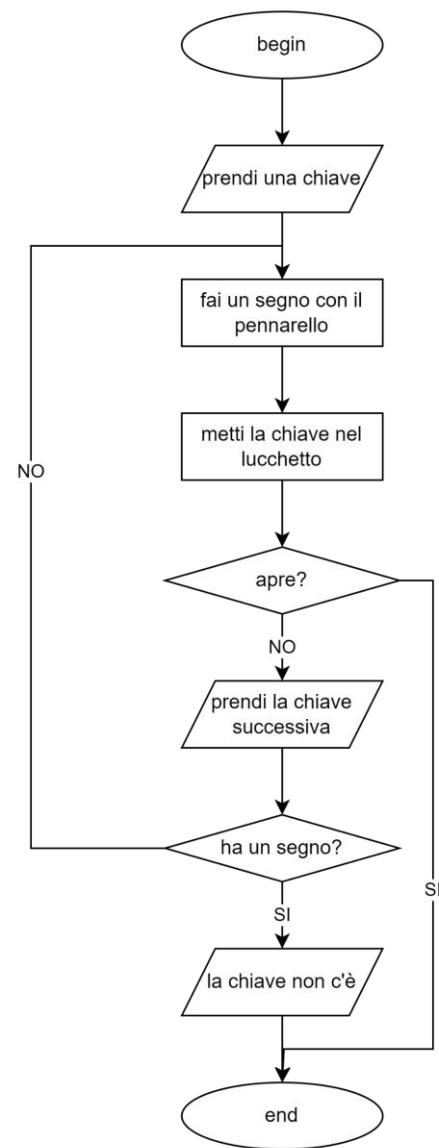 begin
prendi una chiave
fai un segno con il
pennarello
metti la chiave nel
lucchetto
NO
apre?
NO
prendi la chiave
successiva
ha un segno?
SI
SI
la chiave non c'è
end